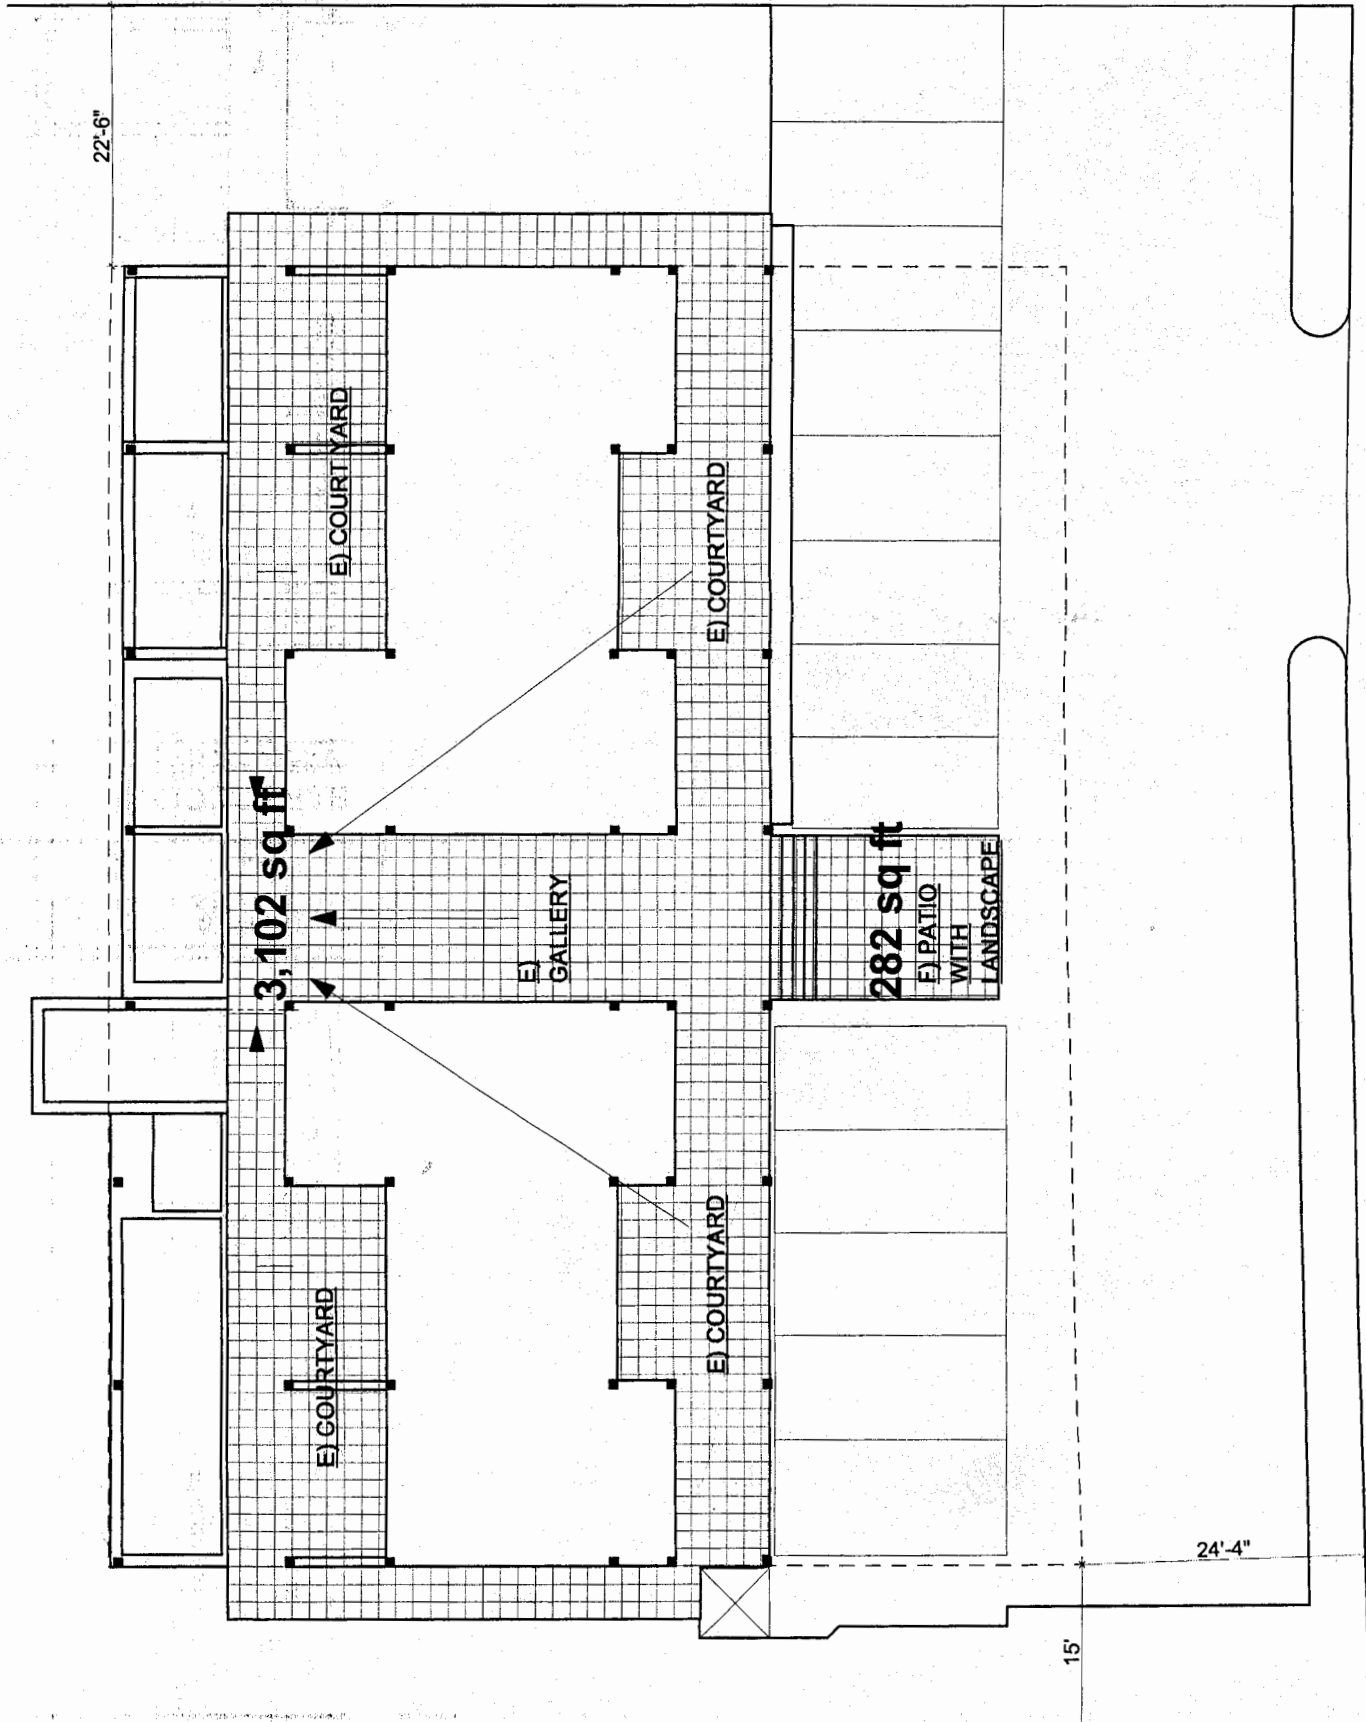 22'-6"
E) COURTYARD
E) COURTYARD
3,102 sq ft
E)
GALLERY
282 sq ft
E) PATIO
WITH
LANDSCAPE
E) COURTYARD
E) COURTYARD
24'-4"
15'